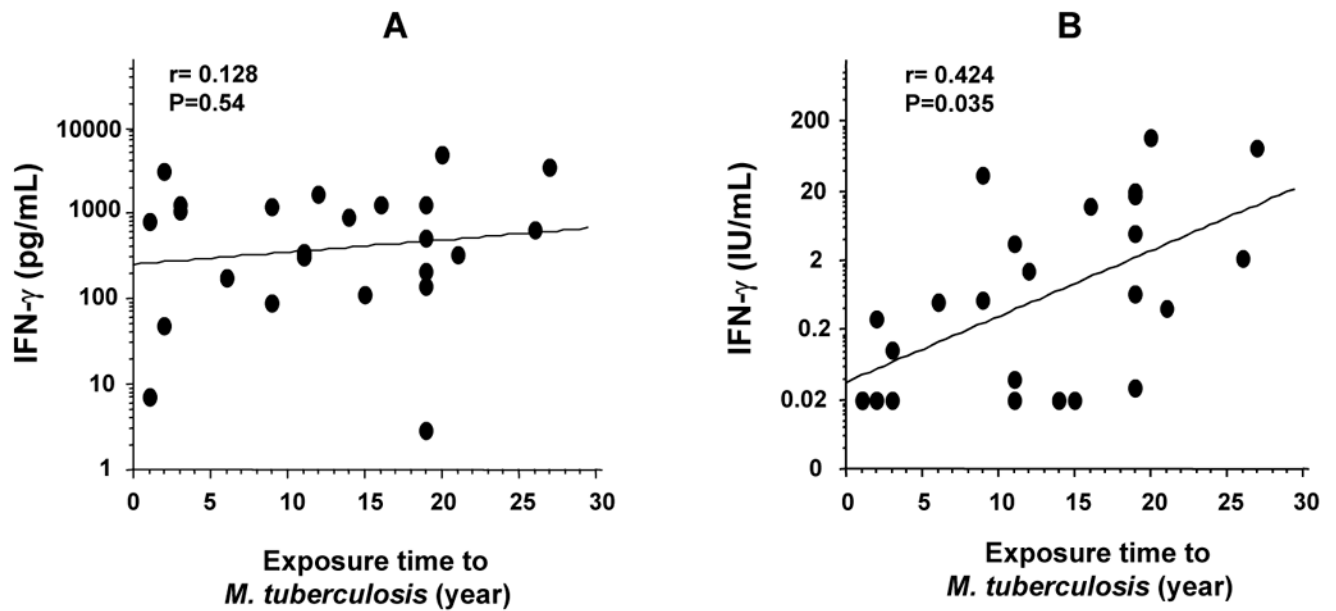 A
r= 0.128
P=0.54
IFN-γ (pg/mL)
10000
1000
100
10
1
0 5 10 15 20 25 30
Exposure time to
M. tuberculosis (year)
B
r= 0.424
P=0.035
IFN-γ (IU/mL)
200
20
2
0.2
0.02
0
0 5 10 15 20 25 30
Exposure time to
M. tuberculosis (year)